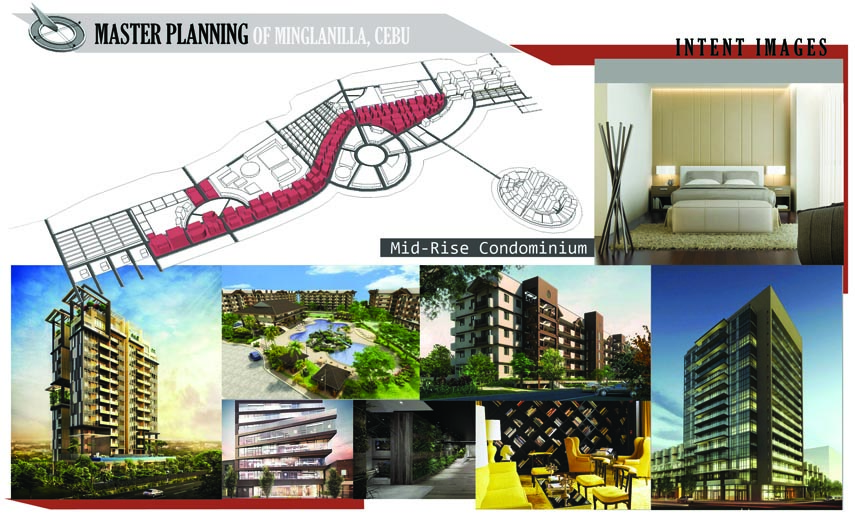 MASTER PLANNING OF MINGLANILLA, CEBU
INTENT IMAGES
Mid-Rise Condominium